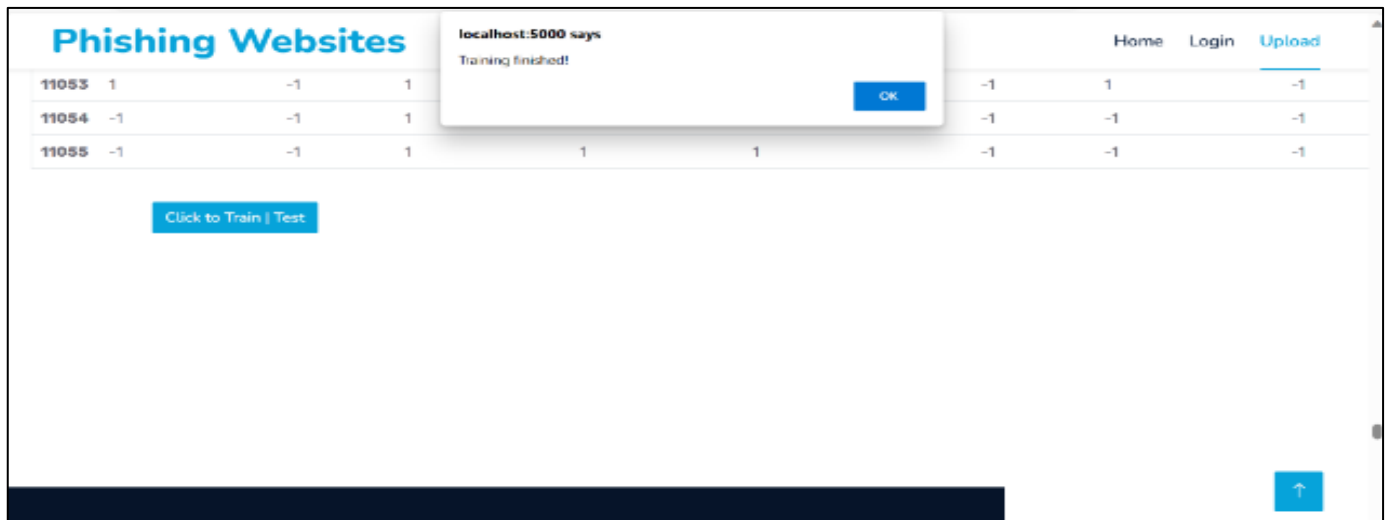 Phishing Websites
localhost:5000 says
Training finished!
OK
Home Login Upload
11053 1 -1 1 -1 1 -1
11054 -1 -1 1 -1 -1 -1
11055 -1 -1 1 1 1 -1 -1 -1
Click to Train | Test